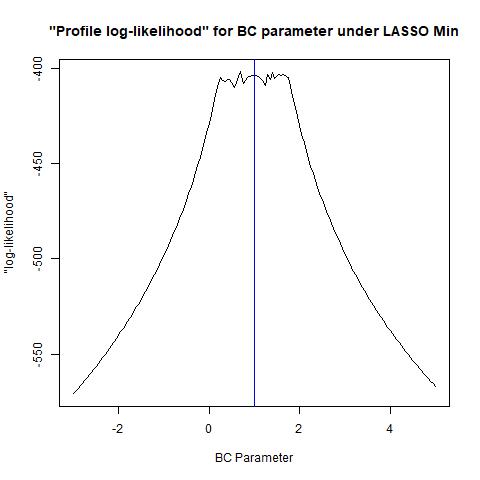 "Profile log-likelihood" for BC parameter under LASSO Min
-400
-450
-500
-550
"log-likelihood"
-2
0
2
4
BC Parameter